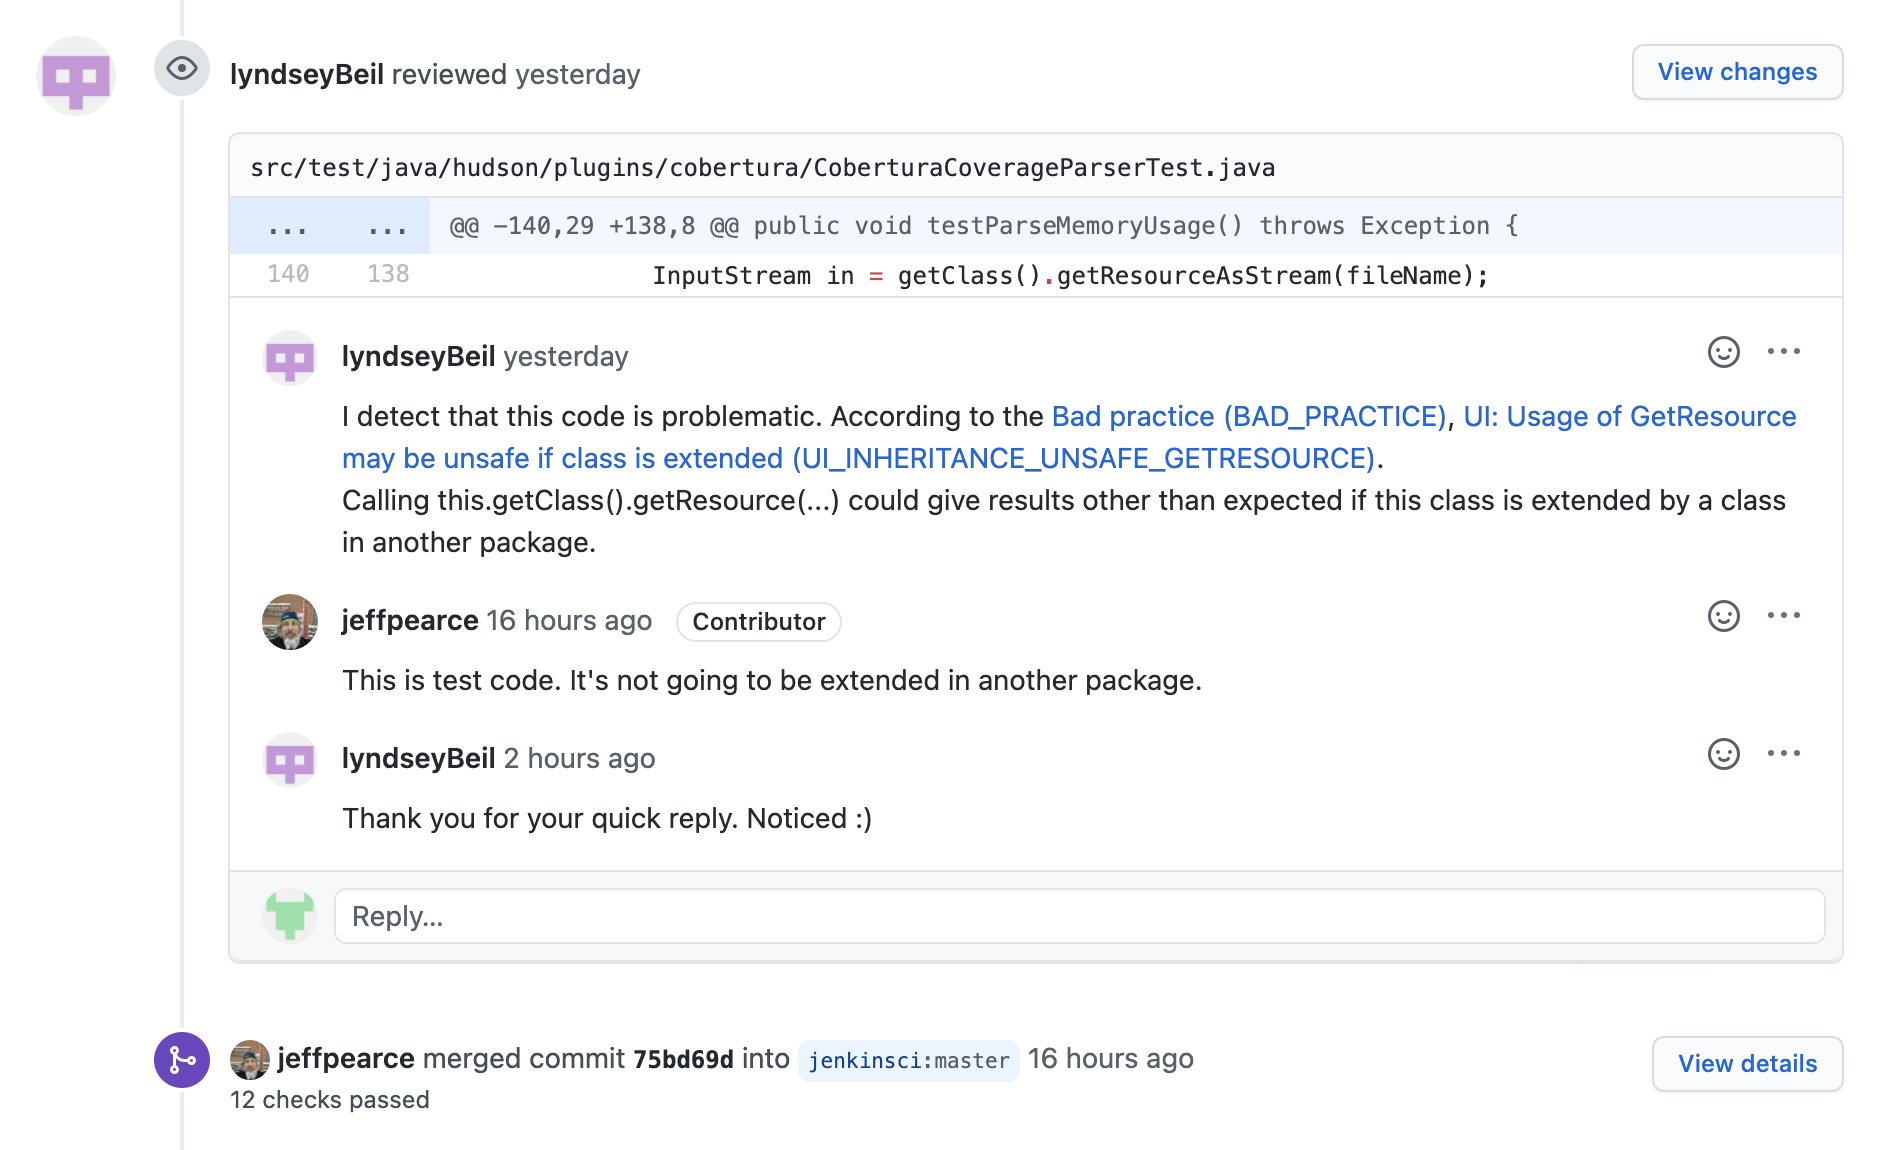 lyndseyBeil reviewed yesterday
View changes
src/test/java/hudson/plugins/cobertura/CoberturaCoverageParserTest.java
... ... @@ -140,29 +138,8 @@ public void testParseMemoryUsage() throws Exception {
140 138 InputStream in = getClass().getResourceAsStream(fileName);
lyndseyBeil yesterday
I detect that this code is problematic. According to the Bad practice (BAD_PRACTICE), UI: Usage of GetResource
may be unsafe if class is extended (UI_INHERITANCE_UNSAFE_GETRESOURCE).
Calling this.getClass().getResource(...) could give results other than expected if this class is extended by a class
in another package.
jeffpearce 16 hours ago Contributor
This is test code. It's not going to be extended in another package.
lyndseyBeil 2 hours ago
Thank you for your quick reply. Noticed :)
Reply...
jeffpearce merged commit 75bd69d into jenkinsci:master 16 hours ago
View details
12 checks passed